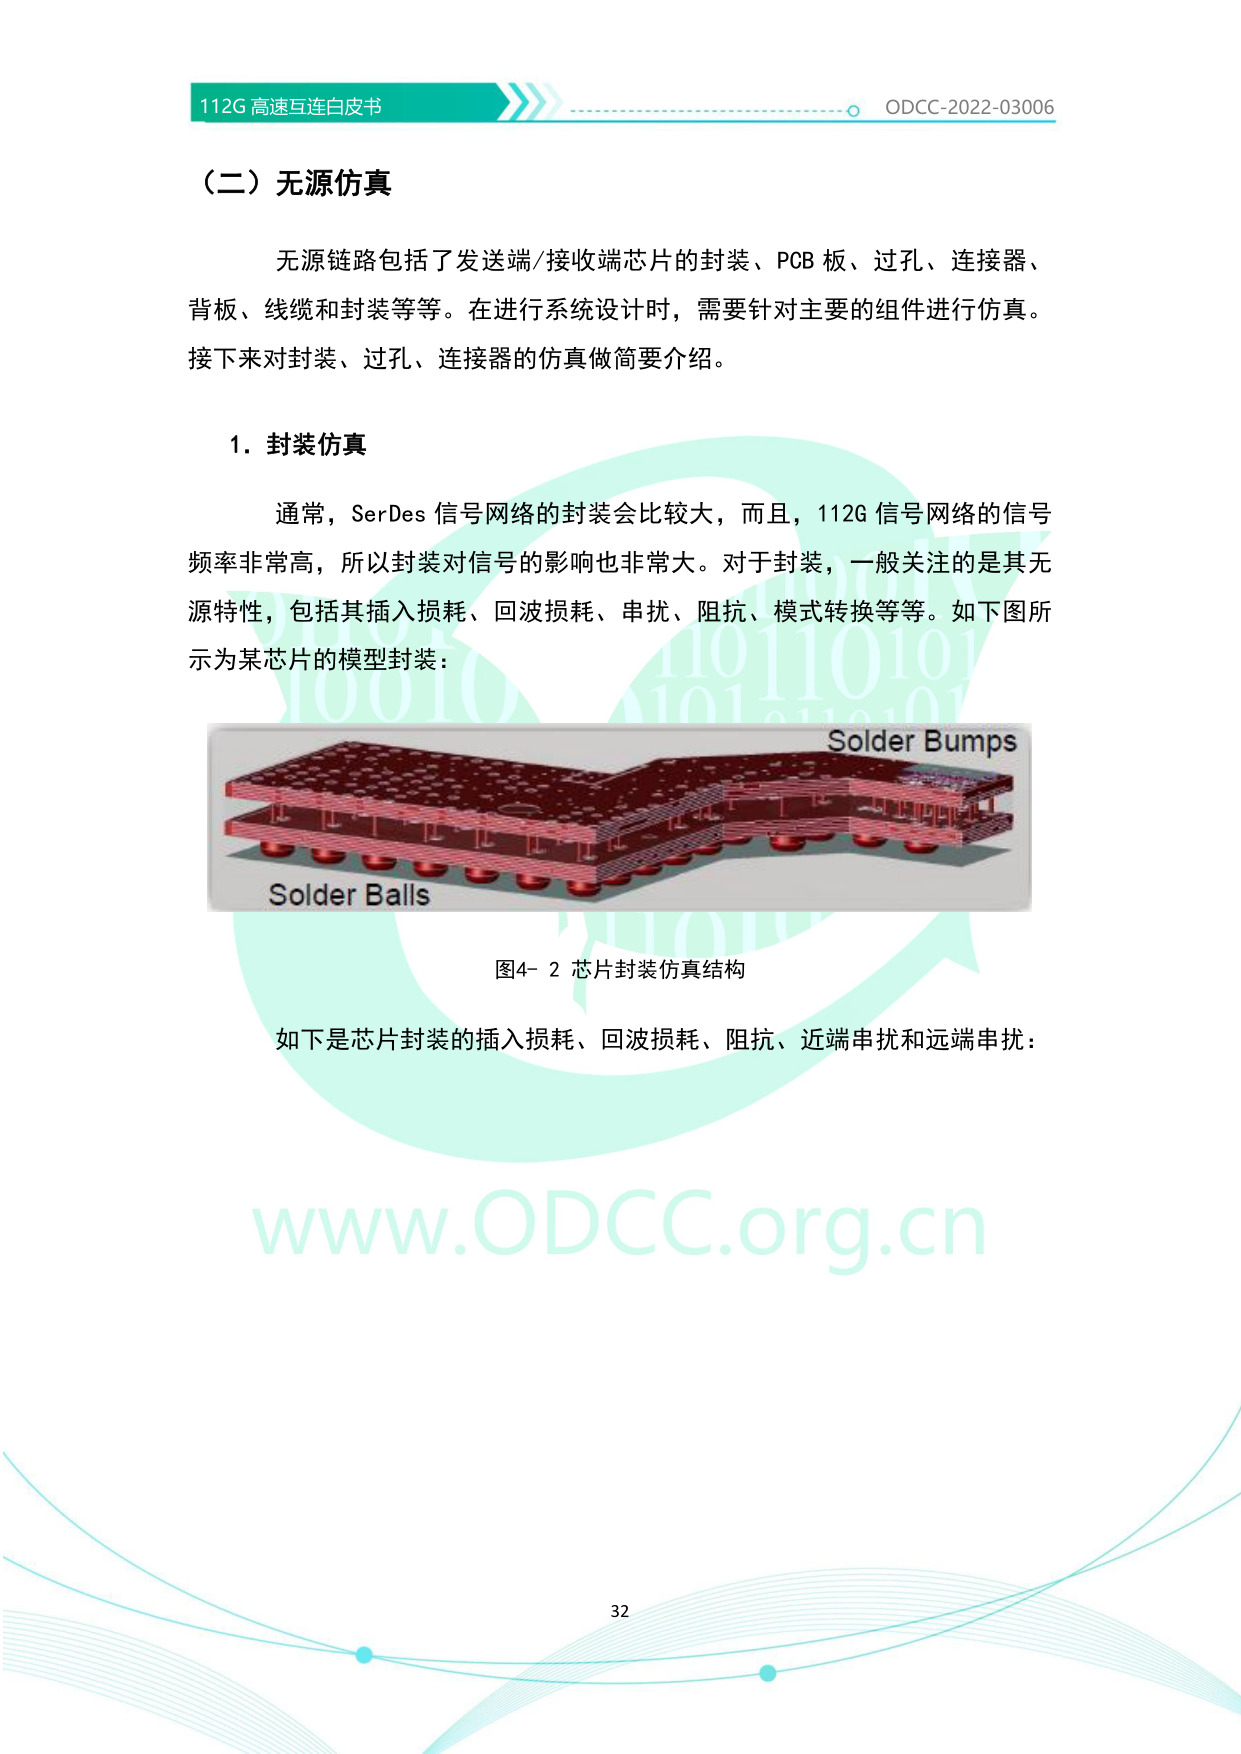 112G 高速互连白皮书
ODCC-2022-03006
（二）无源仿真
无源链路包括了发送端/接收端芯片的封装、PCB 板、过孔、连接器、
背板、线缆和封装等等。在进行系统设计时，需要针对主要的组件进行仿真。
接下来对封装、过孔、连接器的仿真做简要介绍。
1. 封装仿真
通常，SerDes 信号网络的封装会比较大，而且，112G 信号网络的信号
频率非常高，所以封装对信号的影响也非常大。对于封装，一般关注的是其无
源特性，包括其插入损耗、回波损耗、串扰、阻抗、模式转换等等。如下图所
示为某芯片的模型封装：
Solder Bumps
Solder Balls
图4- 2 芯片封装仿真结构
如下是芯片封装的插入损耗、回波损耗、阻抗、近端串扰和远端串扰：
www.ODCC.org.cn
32